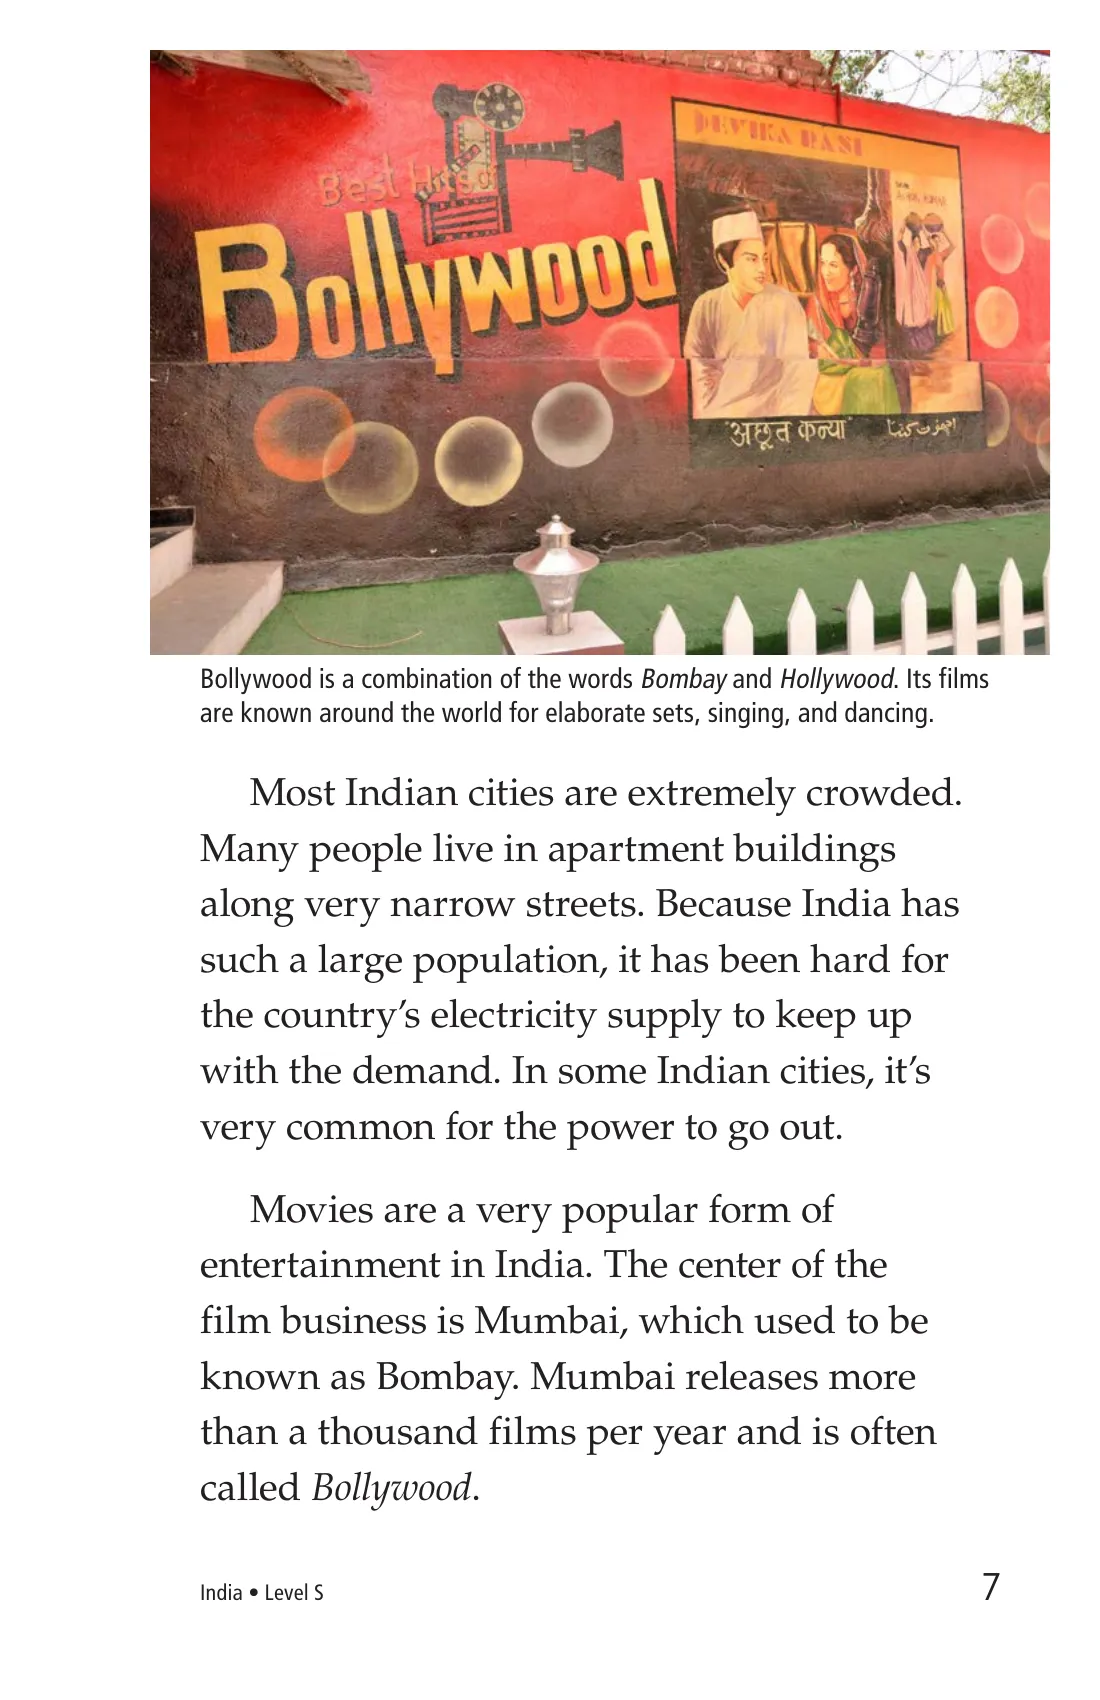 Best Hits of
Bollywood
DEVIKA RANI
ASHOK KUMAR
"अछूत कन्या"
اچھوت کنیا
Bollywood is a combination of the words Bombay and Hollywood. Its films
are known around the world for elaborate sets, singing, and dancing.
Most Indian cities are extremely crowded.
Many people live in apartment buildings
along very narrow streets. Because India has
such a large population, it has been hard for
the country’s electricity supply to keep up
with the demand. In some Indian cities, it’s
very common for the power to go out.
Movies are a very popular form of
entertainment in India. The center of the
film business is Mumbai, which used to be
known as Bombay. Mumbai releases more
than a thousand films per year and is often
called Bollywood.
India • Level S
7